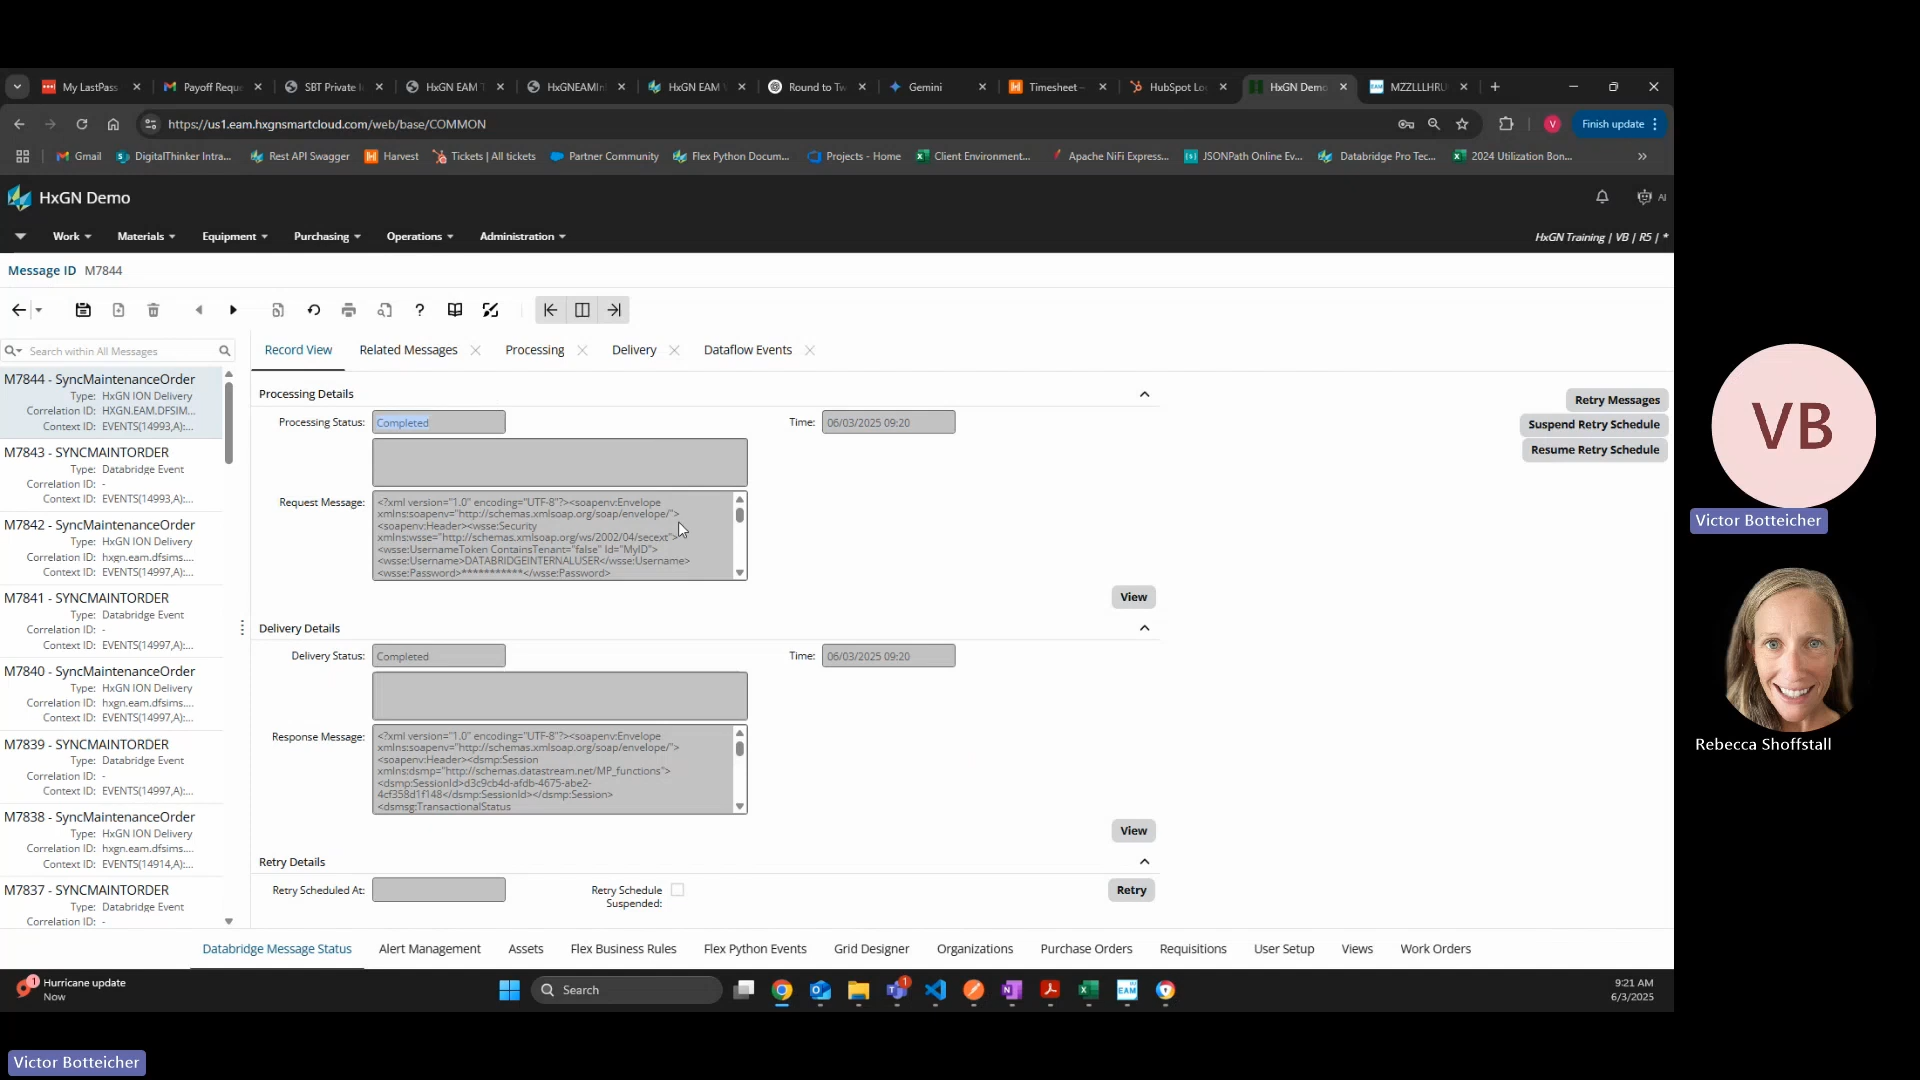 My LastPass
Payoff Requ
SBT Private I
HxGN EAM T
HxGNEAMIn
HxGN EAM V
Round to Tw
Gemini
Timesheet –
HubSpot Lo
HxGN Demo
MZZLLLHRU
Finish update
https://us1.eam.hxgnsmartcloud.com/web/base/COMMON
V
Gmail
DigitalThinker Intra...
Rest API Swagger
Harvest
Tickets | All tickets
Partner Community
Flex Python Docum...
Projects - Home
Client Environment...
Apache NiFi Express...
JSONPath Online Ev...
Databridge Pro Tec...
2024 Utilization Bon...
HxGN Demo
AI
Work
Materials
Equipment
Purchasing
Operations
Administration
HxGN Training | VB | R5 | *
Message ID M7844
Search within All Messages
Record View
Related Messages
Processing
Delivery
Dataflow Events
M7844 - SyncMaintenanceOrder
Type: HxGN ION Delivery
Correlation ID: HXGN.EAM.DFSIM...
Context ID: EVENTS(14993,A):...
M7843 - SYNCMAINTORDER
Type: Databridge Event
Correlation ID: -
Context ID: EVENTS(14993,A):...
M7842 - SyncMaintenanceOrder
Type: HxGN ION Delivery
Correlation ID: hxgn.eam.dfsims....
Context ID: EVENTS(14997,A):...
M7841 - SYNCMAINTORDER
Type: Databridge Event
Correlation ID: -
Context ID: EVENTS(14997,A):...
M7840 - SyncMaintenanceOrder
Type: HxGN ION Delivery
Correlation ID: hxgn.eam.dfsims....
Context ID: EVENTS(14997,A):...
M7839 - SYNCMAINTORDER
Type: Databridge Event
Correlation ID: -
Context ID: EVENTS(14997,A):...
M7838 - SyncMaintenanceOrder
Type: HxGN ION Delivery
Correlation ID: hxgn.eam.dfsims....
Context ID: EVENTS(14914,A):...
M7837 - SYNCMAINTORDER
Type: Databridge Event
Correlation ID: -
Processing Details
Processing Status: Completed
Time: 06/03/2025 09:20
Request Message: <?xml version="1.0" encoding="UTF-8"?><soapenv:Envelope
xmlns:soapenv="http://schemas.xmlsoap.org/soap/envelope/">
<soapenv:Header><wsse:Security
xmlns:wsse="http://schemas.xmlsoap.org/ws/2002/04/secext">
<wsse:UsernameToken ContainsTenant="false" Id="MyID">
<wsse:Username>DATABRIDGEINTERNALUSER</wsse:Username>
<wsse:Password>***********</wsse:Password>
View
Delivery Details
Delivery Status: Completed
Time: 06/03/2025 09:20
Response Message: <?xml version="1.0" encoding="UTF-8"?><soapenv:Envelope
xmlns:soapenv="http://schemas.xmlsoap.org/soap/envelope/">
<soapenv:Header><dsmp:Session
xmlns:dsmp="http://schemas.datastream.net/MP_functions">
<dsmp:SessionId>d3c9cb4d-afdb-4675-abe2-
4cf358d1f148</dsmp:SessionId></dsmp:Session>
<dsmsg:TransactionalStatus
View
Retry Details
Retry Scheduled At:
Retry Schedule
Suspended:
Retry
Retry Messages
Suspend Retry Schedule
Resume Retry Schedule
Databridge Message Status
Alert Management
Assets
Flex Business Rules
Flex Python Events
Grid Designer
Organizations
Purchase Orders
Requisitions
User Setup
Views
Work Orders
1
Hurricane update
Now
Search
1
EAM
9:21 AM
6/3/2025
VB
Victor Botteicher
Rebecca Shoffstall
Victor Botteicher